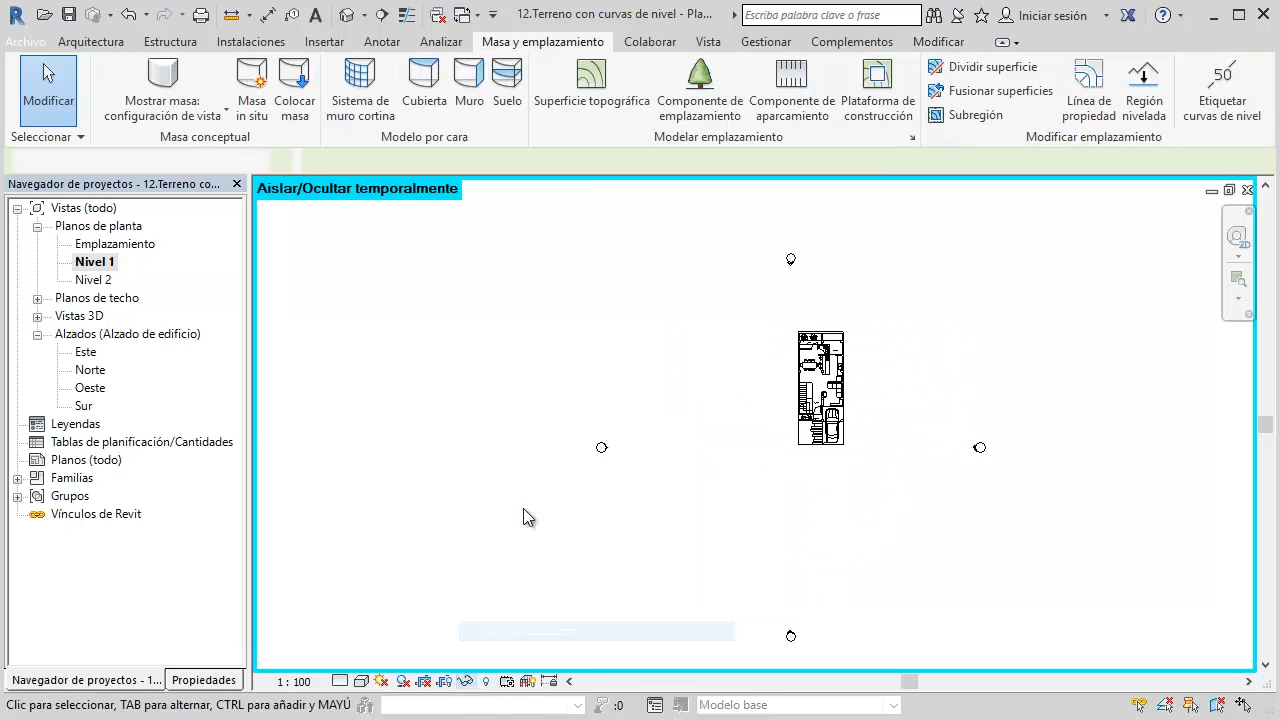 12.Terreno con curvas de nivel - Pla...
Escriba palabra clave o frase
Iniciar sesión
Archivo Arquitectura Estructura Instalaciones Insertar Anotar Analizar Masa y emplazamiento Colaborar Vista Gestionar Complementos Modificar
Modificar
Mostrar masa:
configuración de vista
Masa
in situ
Colocar
masa
Sistema de
muro cortina
Cubierta
Muro
Suelo
Superficie topográfica
Componente de
emplazamiento
Componente de
aparcamiento
Plataforma de
construcción
Dividir superficie
Fusionar superficies
Subregión
Línea de
propiedad
Región
nivelada
50
Etiquetar
curvas de nivel
Seleccionar
Masa conceptual
Modelo por cara
Modelar emplazamiento
Modificar emplazamiento
Navegador de proyectos - 12.Terreno co...
Vistas (todo)
Planos de planta
Emplazamiento
Nivel 1
Nivel 2
Planos de techo
Vistas 3D
Alzados (Alzado de edificio)
Este
Norte
Oeste
Sur
Leyendas
Tablas de planificación/Cantidades
Planos (todo)
Familias
Grupos
Vínculos de Revit
Navegador de proyectos - 1...
Propiedades
Aislar/Ocultar temporalmente
2D
1 : 100
Clic para seleccionar, TAB para alternar, CTRL para añadir y MAYÚ
:0
Modelo base